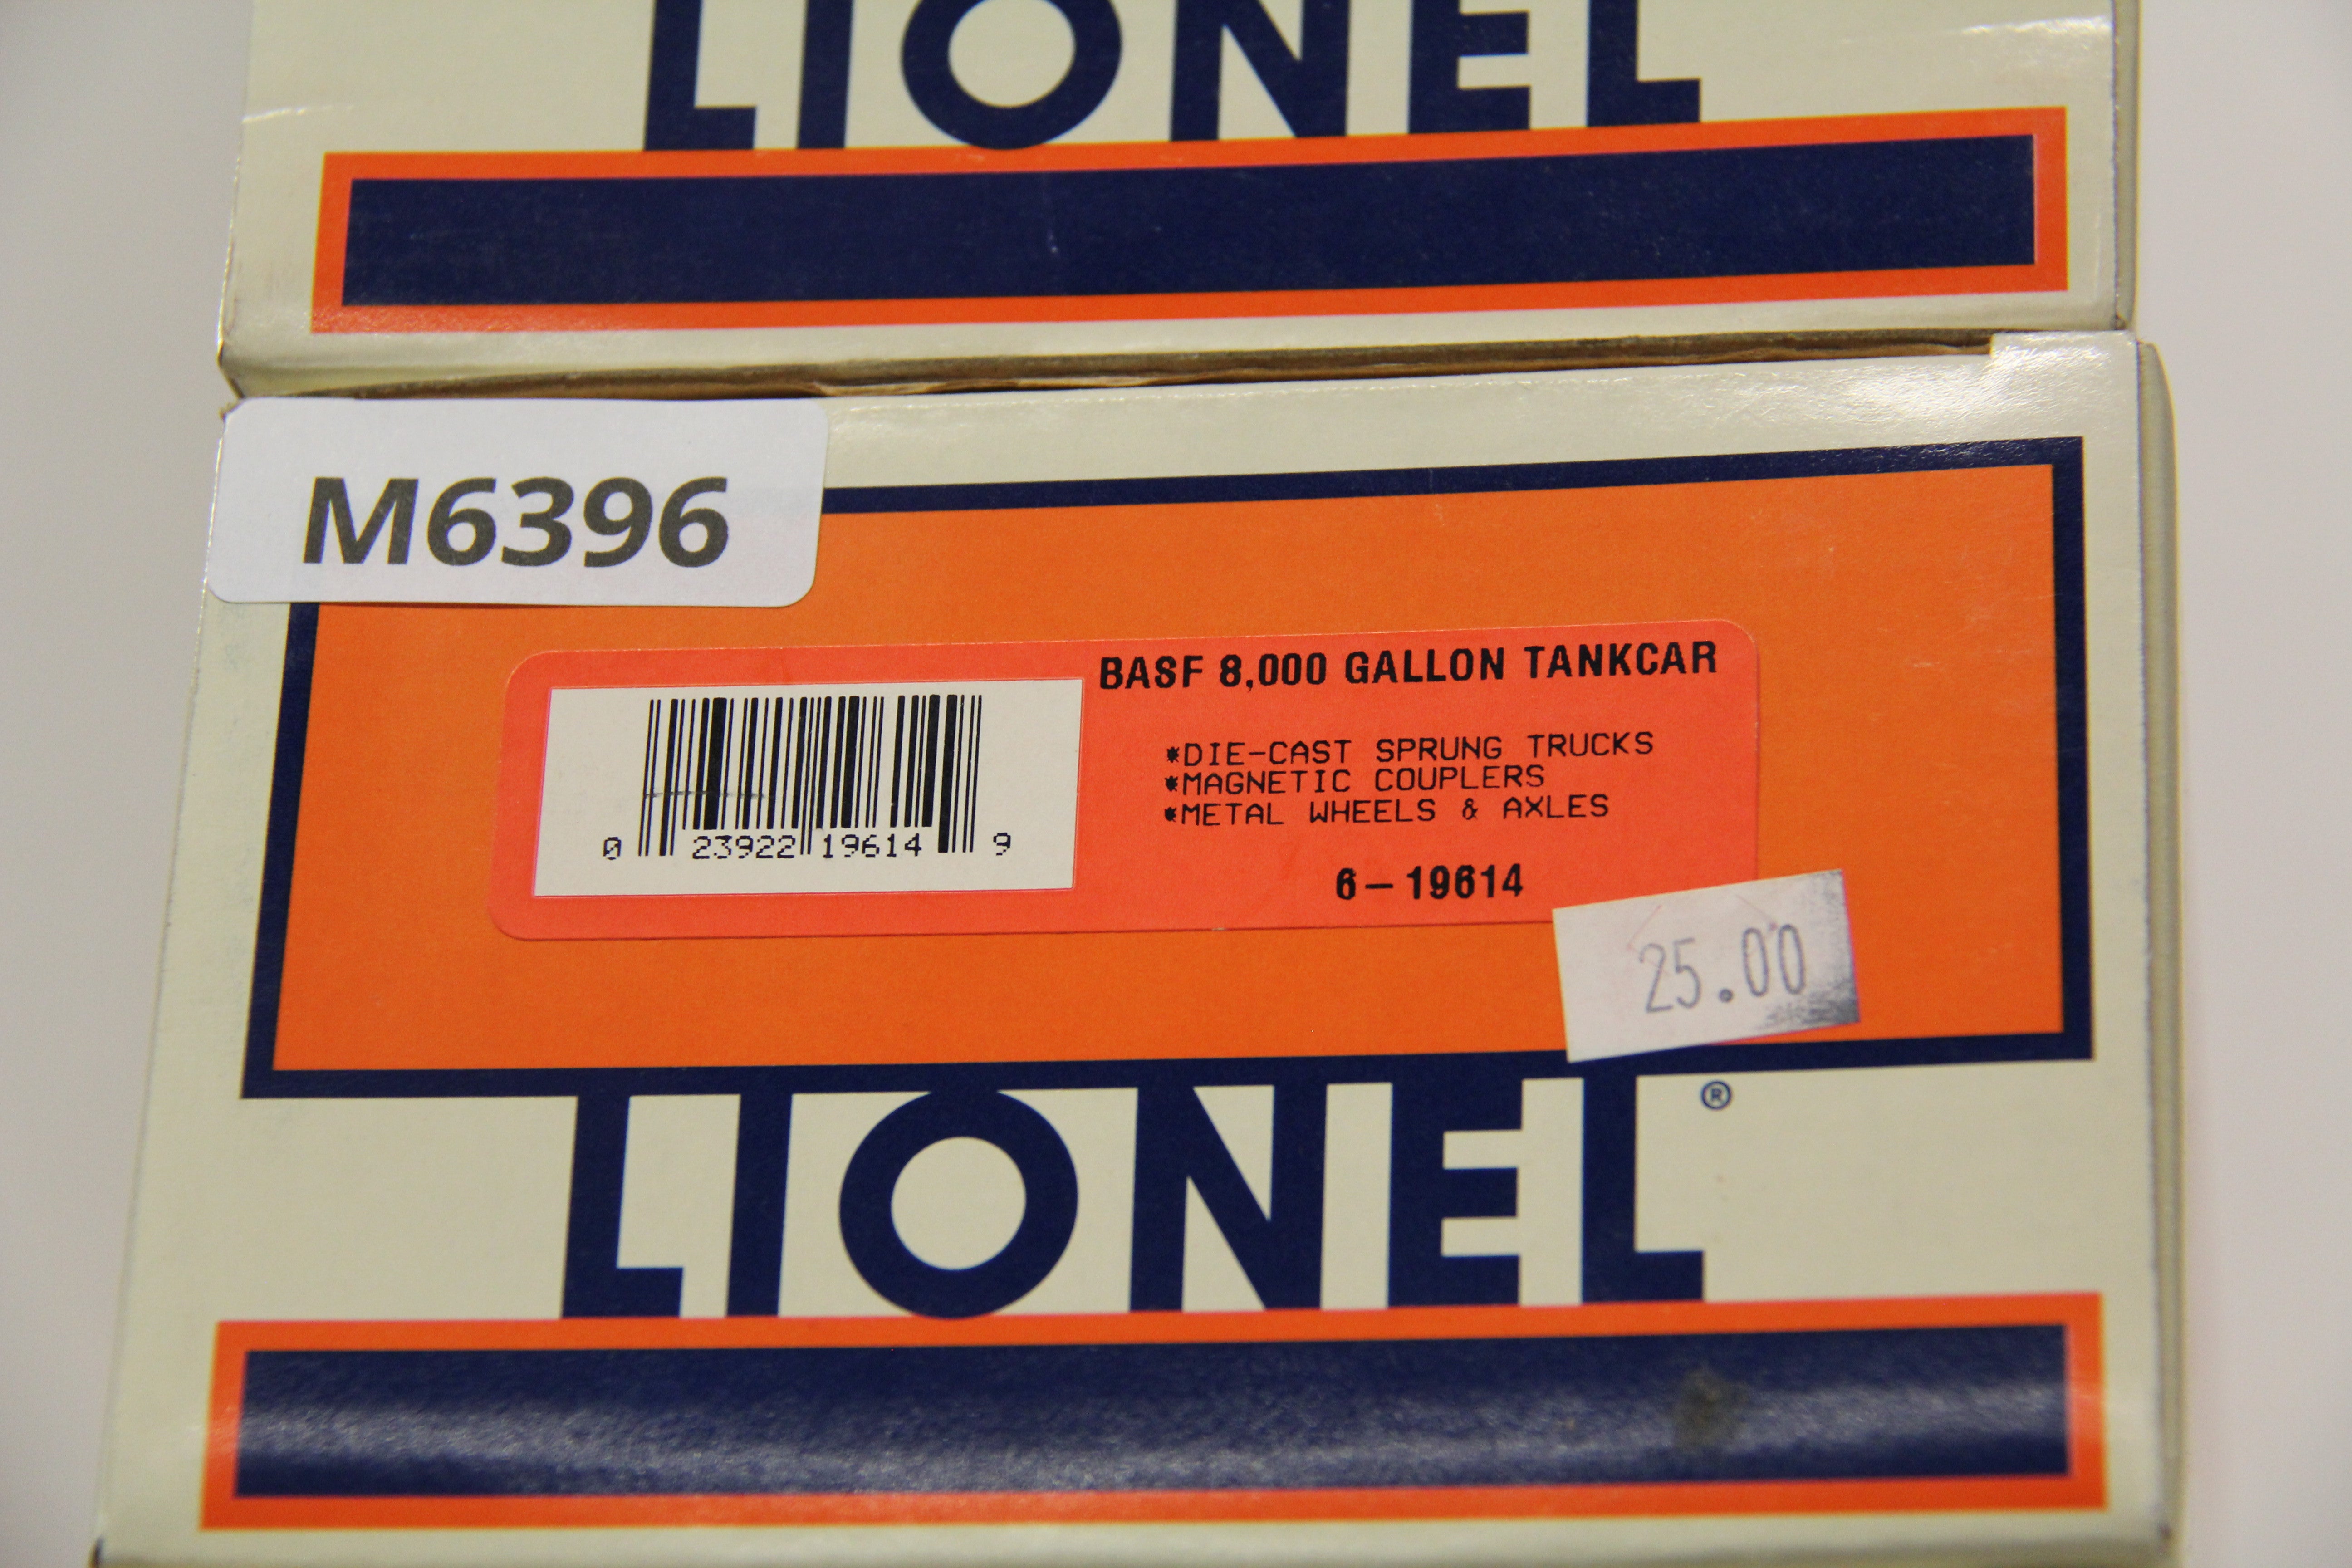 LIONEL
M6396
BASF 8,000 GALLON TANKCAR
*DIE-CAST SPRUNG TRUCKS
*MAGNETIC COUPLERS
*METAL WHEELS & AXLES
0 23922 19614 9
6-19614
25.00
LIONEL®